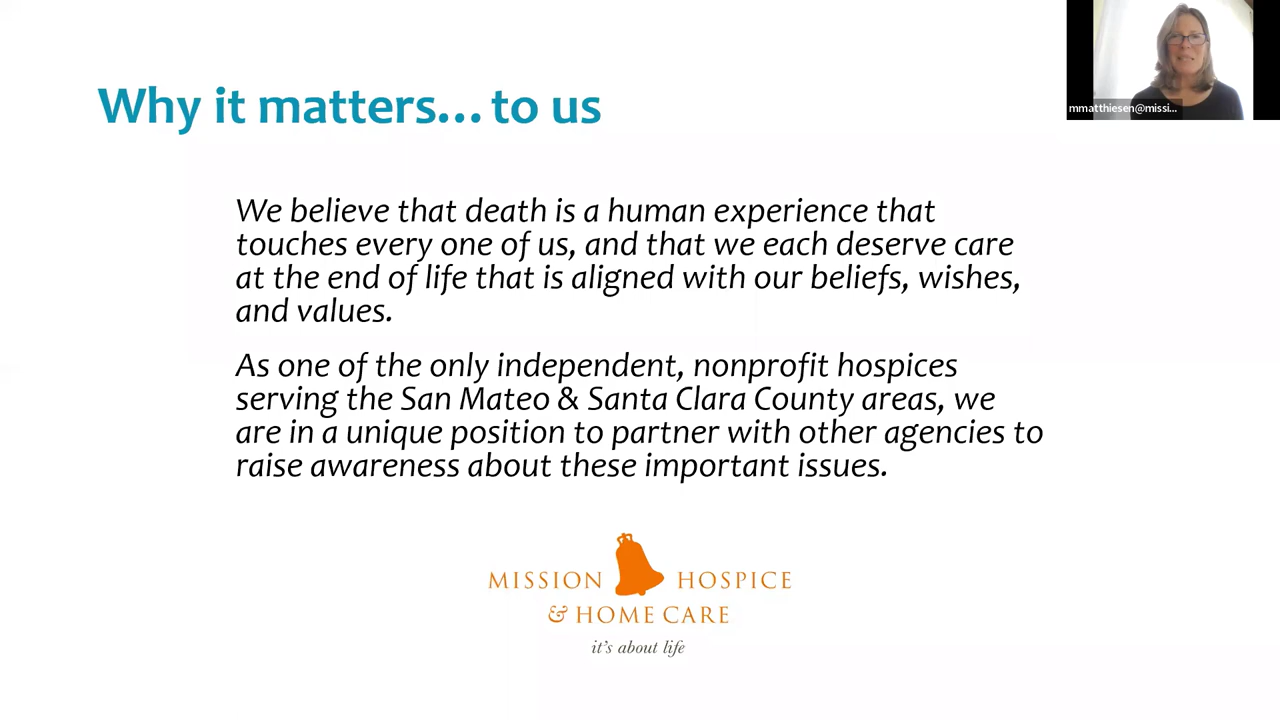 Why it matters... to us
mmatthiesen@missi...
We believe that death is a human experience that
touches every one of us, and that we each deserve care
at the end of life that is aligned with our beliefs, wishes,
and values.
As one of the only independent, nonprofit hospices
serving the San Mateo & Santa Clara County areas, we
are in a unique position to partner with other agencies to
raise awareness about these important issues.
MISSION HOSPICE
& HOME CARE
it's about life